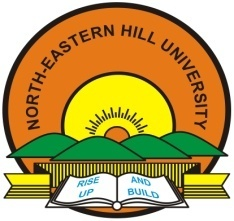 NORTH-EASTERN HILL UNIVERSITY
RISE AND
UP BUILD